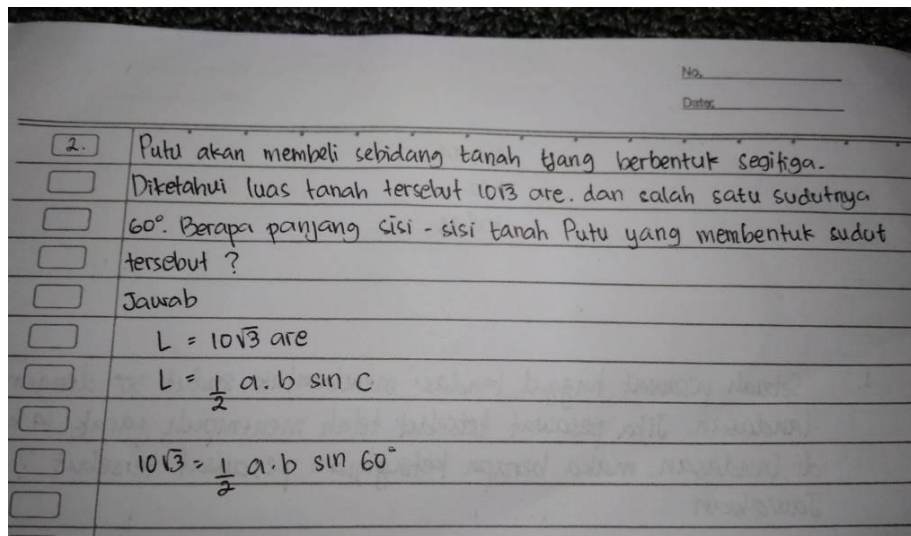 No.
Date:
2. Putu akan membeli sebidang tanah yang berbentuk segitiga.
Diketahui luas tanah tersebut 10√3 are. dan salah satu sudutnya
60°. Berapa panjang sisi - sisi tanah Putu yang membentuk sudut
tersebut ?
Jawab
L = 10√3 are
L = 1/2 a.b sin C
10√3 = 1/2 a.b sin 60°